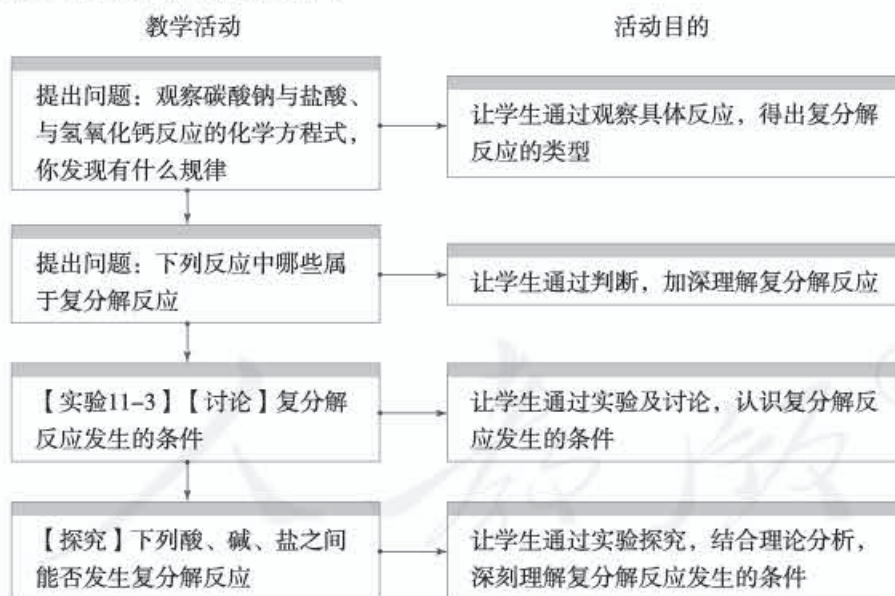 教学活动
活动目的
提出问题：观察碳酸钠与盐酸、
与氢氧化钙反应的化学方程式，
你发现有什么规律
让学生通过观察具体反应，得出复分解
反应的类型
提出问题：下列反应中哪些属
于复分解反应
让学生通过判断，加深理解复分解反应
【实验11-3】【讨论】复分解
反应发生的条件
让学生通过实验及讨论，认识复分解反
应发生的条件
【探究】下列酸、碱、盐之间
能否发生复分解反应
让学生通过实验探究，结合理论分析，
深刻理解复分解反应发生的条件